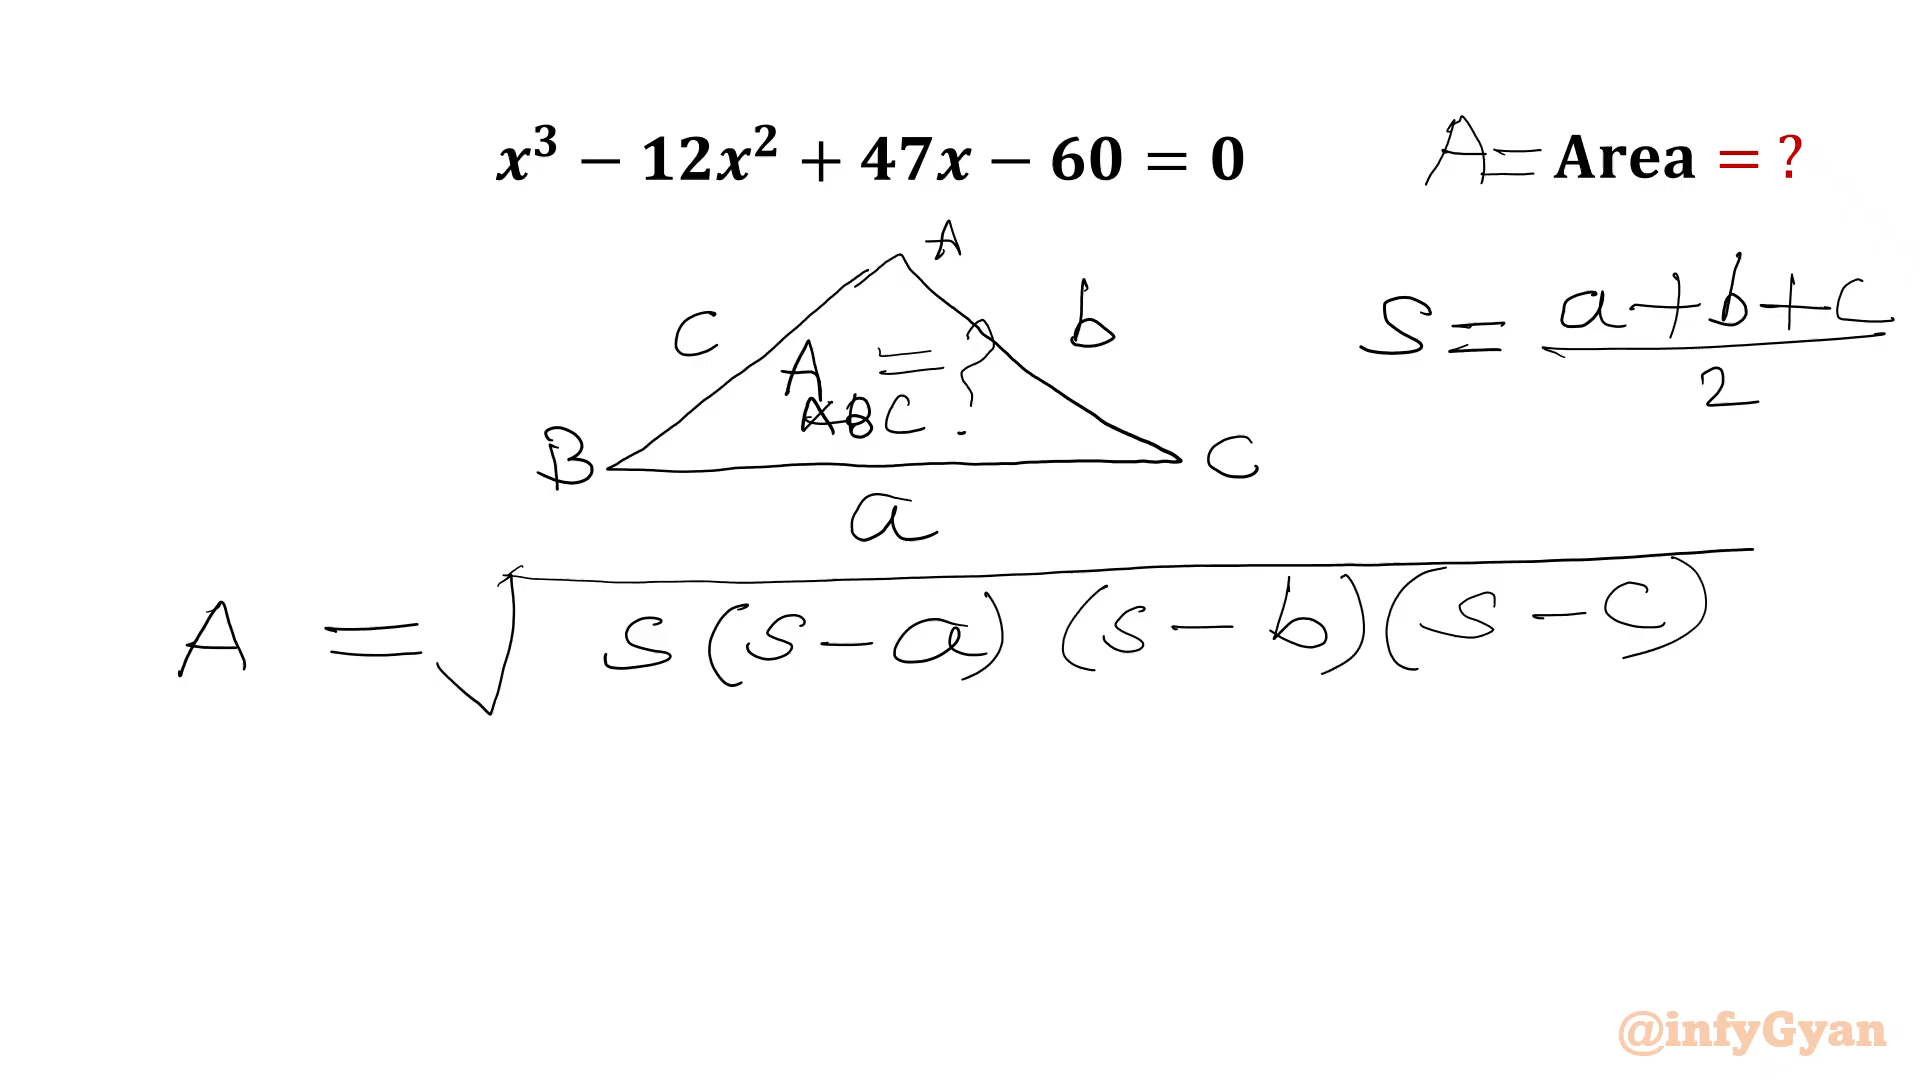 x³ − 12x² + 47x − 60 = 0
A = Area = ?
A
c
b
S = (a+b+c)/2
A ABC = ?
B
C
a
A = √(s(s-a)(s-b)(s-c))
@infyGyan